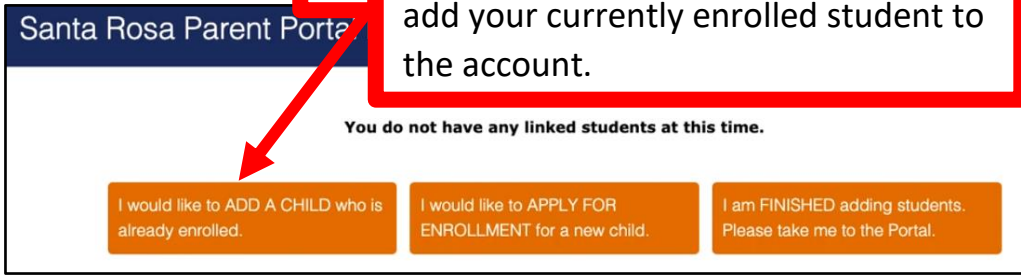 add your currently enrolled student to
the account.
Santa Rosa Parent Portal
You do not have any linked students at this time.
I would like to ADD A CHILD who is
already enrolled.
I would like to APPLY FOR
ENROLLMENT for a new child.
I am FINISHED adding students.
Please take me to the Portal.